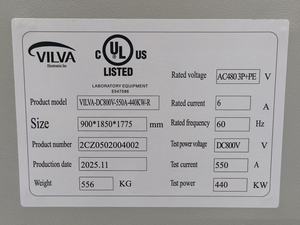 VILVA
Electronics Inc
C UL US
LISTED
LABORATORY EQUIPMENT
E547086
Product model VILVA-DC800V-550A-440KW-R
Size 900*1850*1775 mm
Product number 2CZ0502004002
Production date 2025.11
Weight 556 KG
Rated voltage AC480 3P+PE V
Rated current 6 A
Rated frequency 60 Hz
Test power voltage DC800V V
Test current 550 A
Test power 440 KW